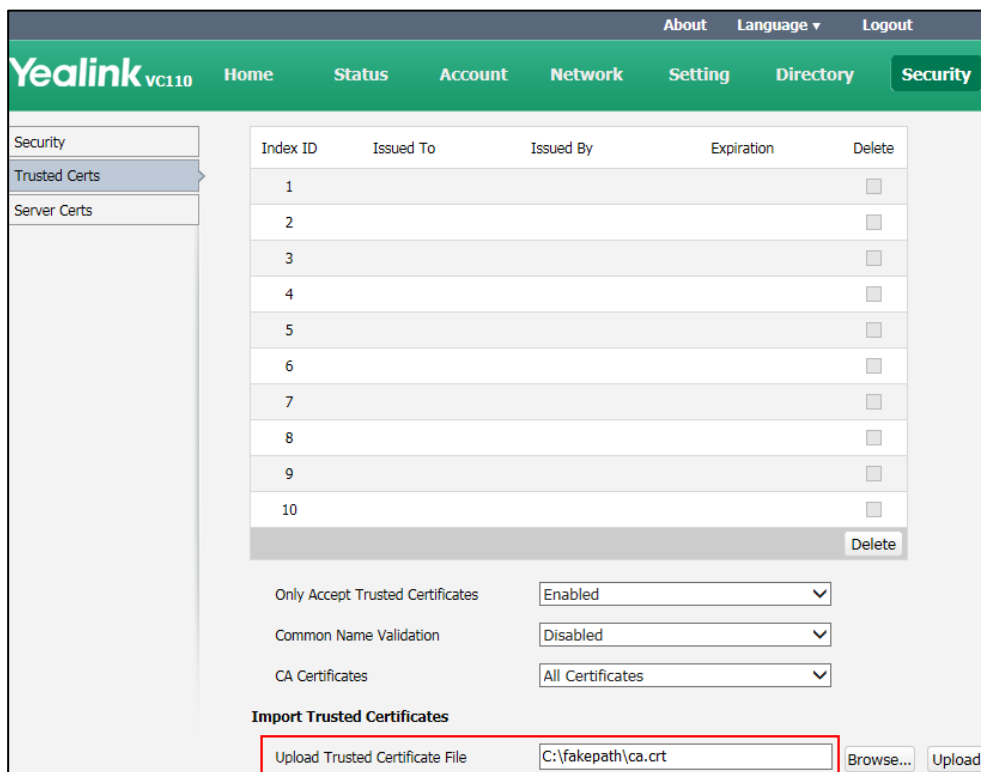 About Language ▾ Logout
Yealink VC110 Home Status Account Network Setting Directory Security
Security
Trusted Certs
Server Certs
Index ID Issued To Issued By Expiration Delete
1
2
3
4
5
6
7
8
9
10
Delete
Only Accept Trusted Certificates Enabled
Common Name Validation Disabled
CA Certificates All Certificates
Import Trusted Certificates
Upload Trusted Certificate File C:\fakepath\ca.crt Browse... Upload